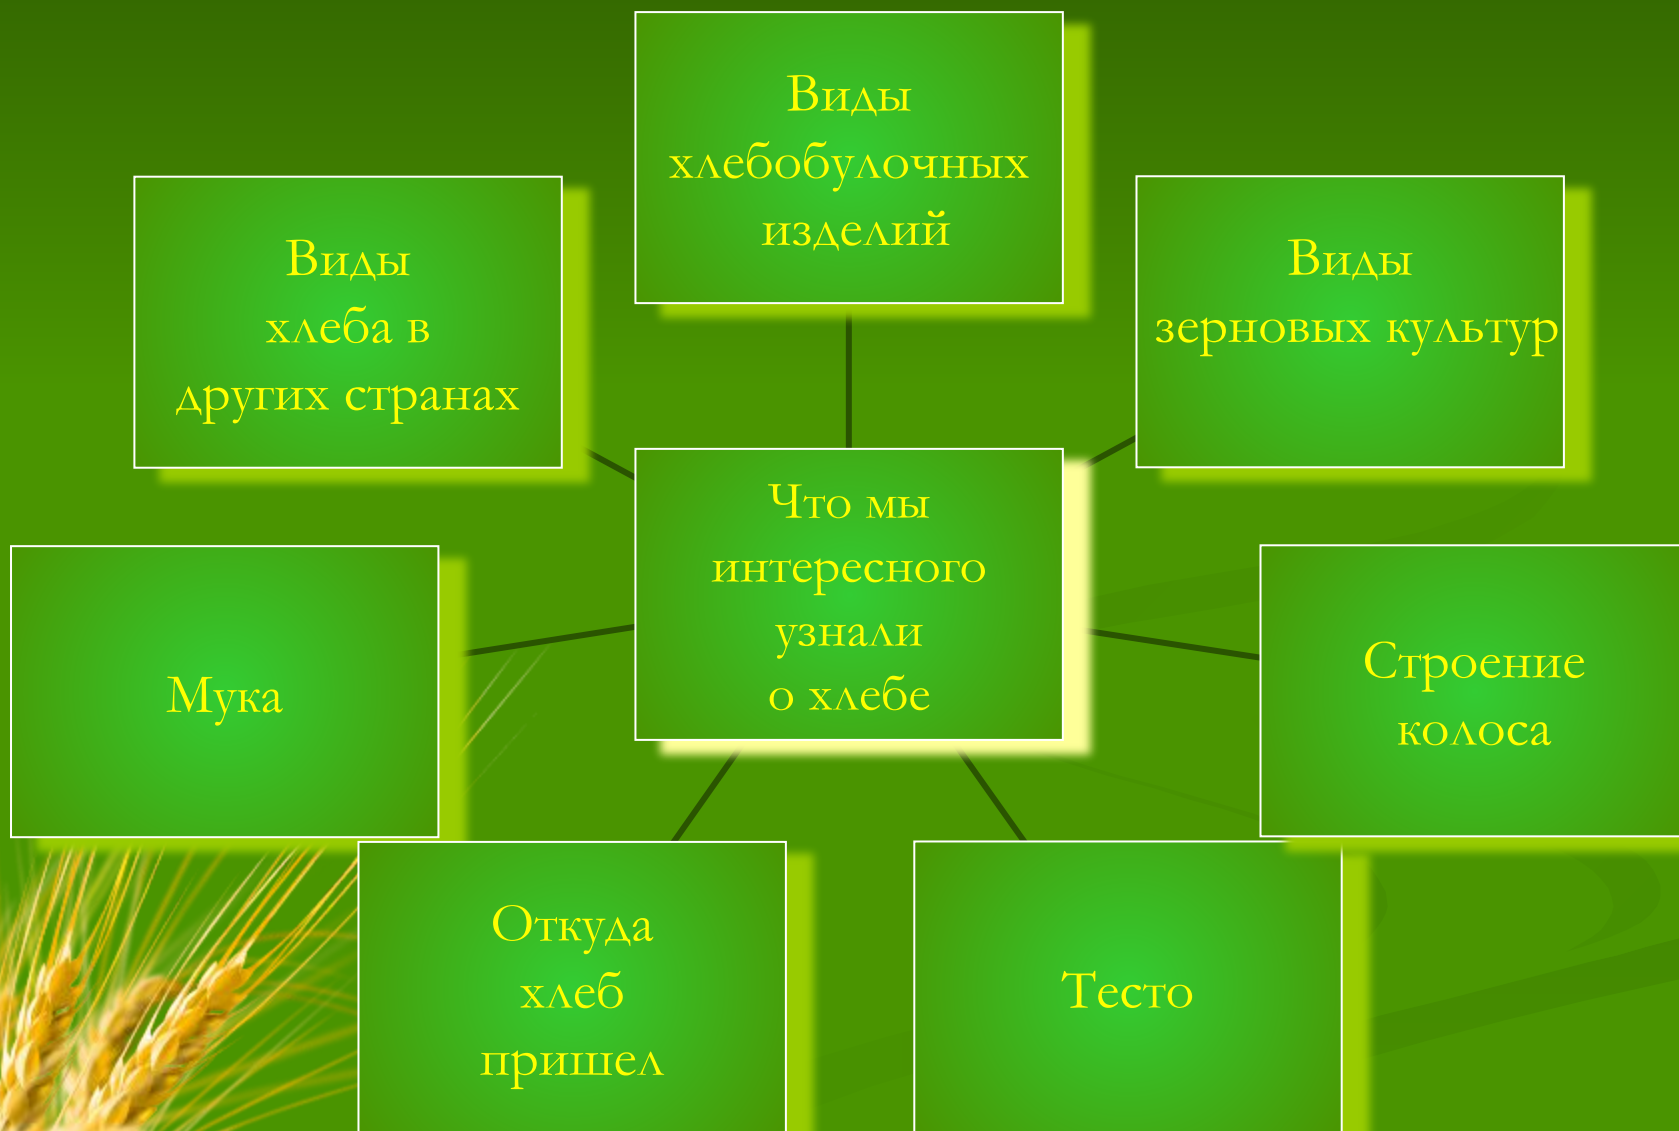 Виды
хлебобулочных
изделий
Виды
хлеба в
других странах
Виды
зерновых культур
Что мы
интересного
узнали
о хлебе
Мука
Строение
колоса
Откуда
хлеб
пришел
Тесто